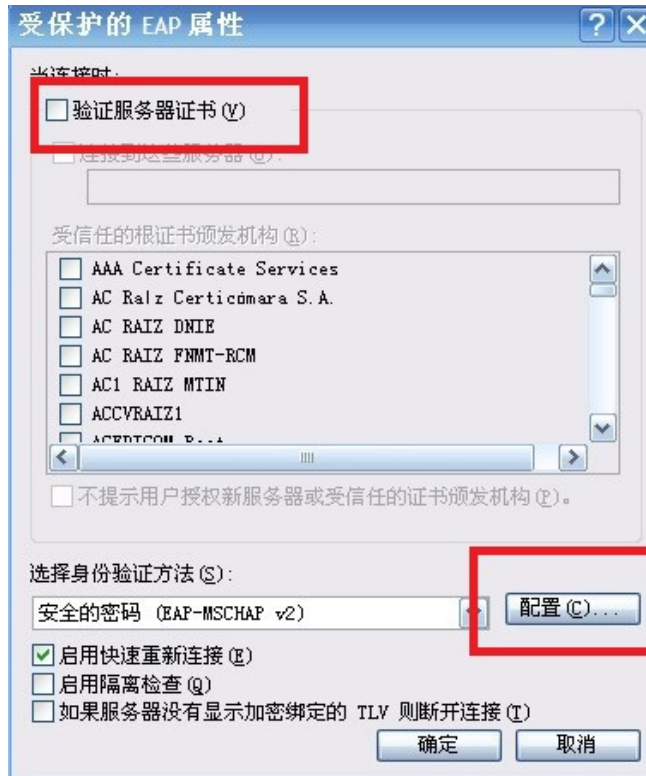 受保护的 EAP 属性
当连接时:
验证服务器证书(V)
连接到这些服务器(O):
受信任的根证书颁发机构(R):
AAA Certificate Services
AC Ralz Certicómara S.A.
AC RAIZ DNIE
AC RAIZ FNMT-RCM
AC1 RAIZ MTIN
ACCVRAIZ1
ACEDICOM Root
不提示用户授权新服务器或受信任的证书颁发机构(P)。
选择身份验证方法(S):
安全的密码 (EAP-MSCHAP v2)
配置(C)...
启用快速重新连接(E)
启用隔离检查(Q)
如果服务器没有显示加密绑定的 TLV 则断开连接(T)
确定 取消